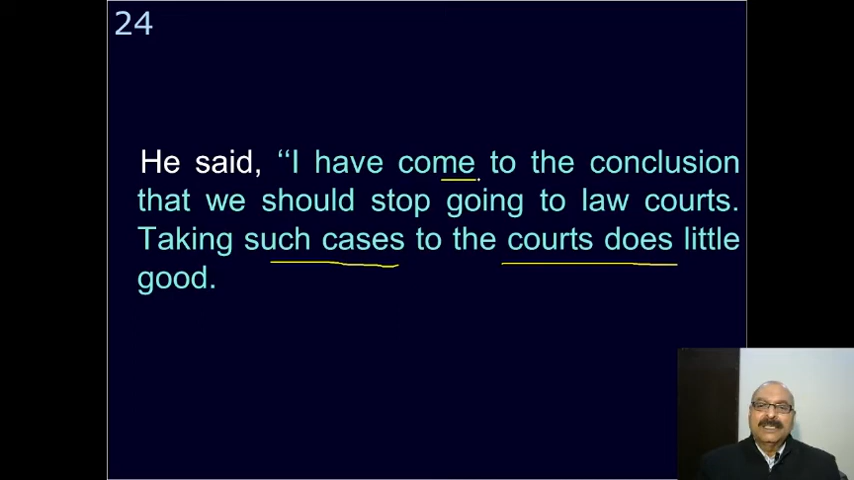 24
He said, “I have come to the conclusion
that we should stop going to law courts.
Taking such cases to the courts does little
good.